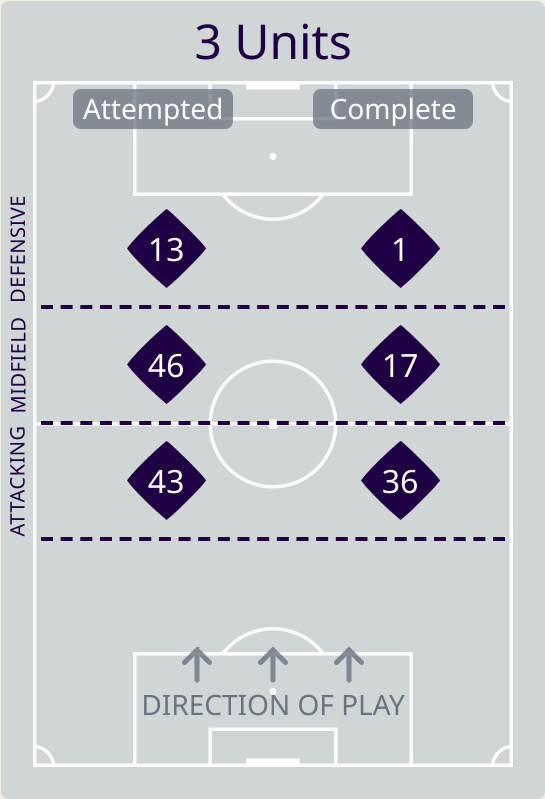 3 Units
Attempted Complete
DEFENSIVE
13 1
MIDFIELD
46 17
ATTACKING
43 36
DIRECTION OF PLAY